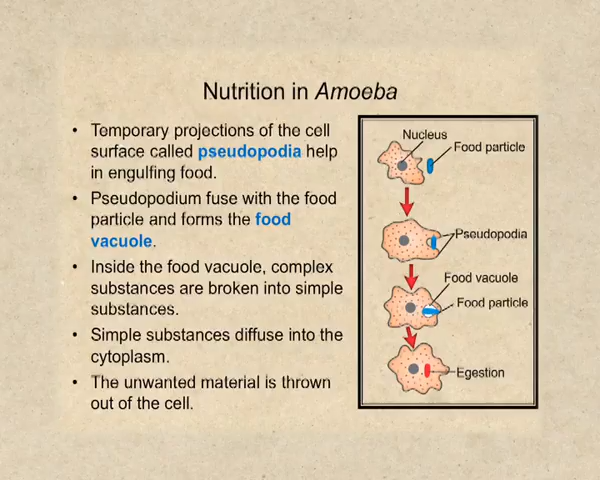 Nutrition in Amoeba
• Temporary projections of the cell
surface called pseudopodia help
in engulfing food.
• Pseudopodium fuse with the food
particle and forms the food
vacuole.
• Inside the food vacuole, complex
substances are broken into simple
substances.
• Simple substances diffuse into the
cytoplasm.
• The unwanted material is thrown
out of the cell.
Nucleus
Food particle
Pseudopodia
Food vacuole
Food particle
Egestion